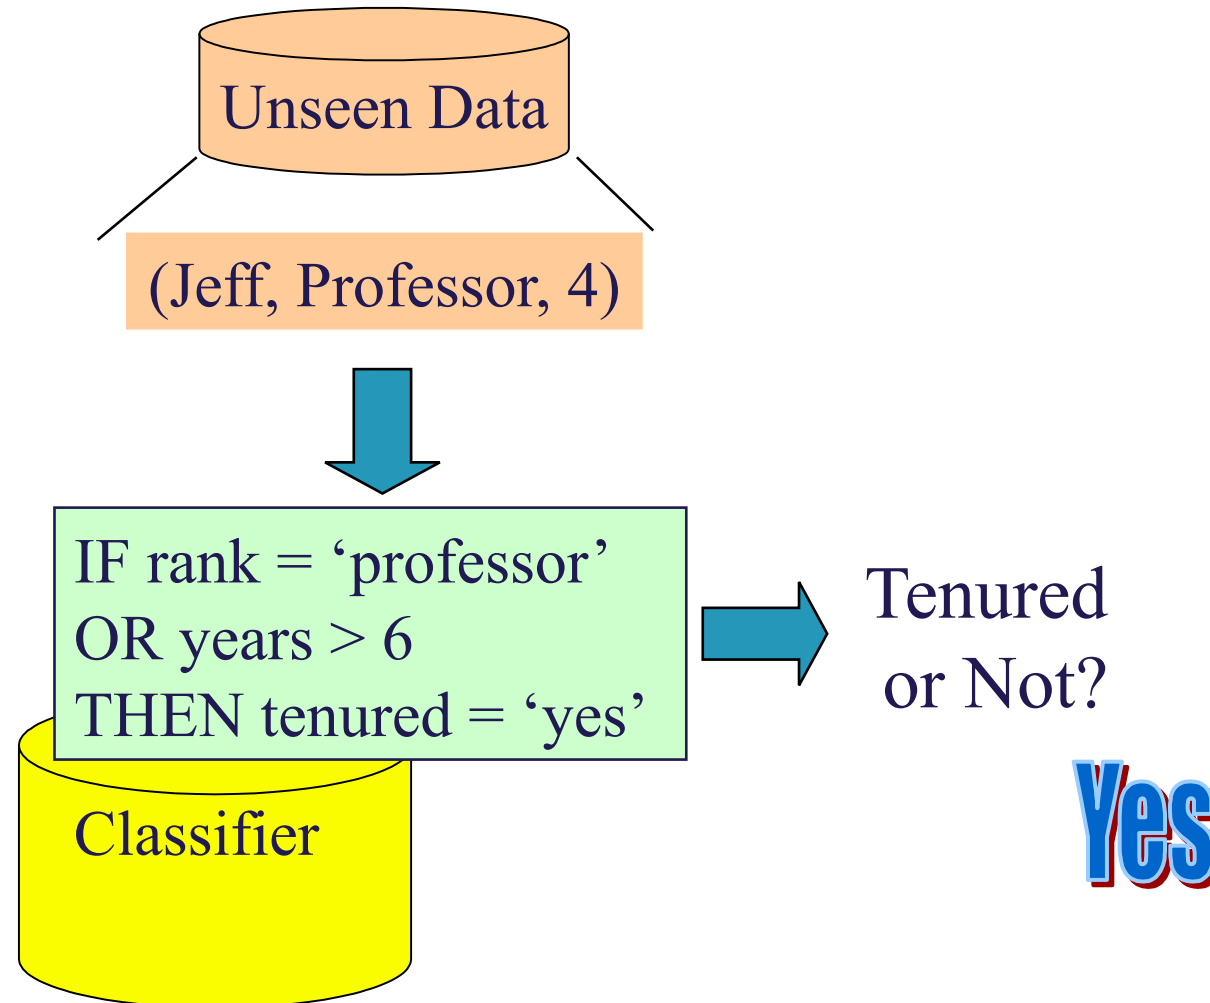 Unseen Data
(Jeff, Professor, 4)
IF rank = ‘professor’
OR years > 6
THEN tenured = ‘yes’
Tenured
or Not?
Classifier
Yes